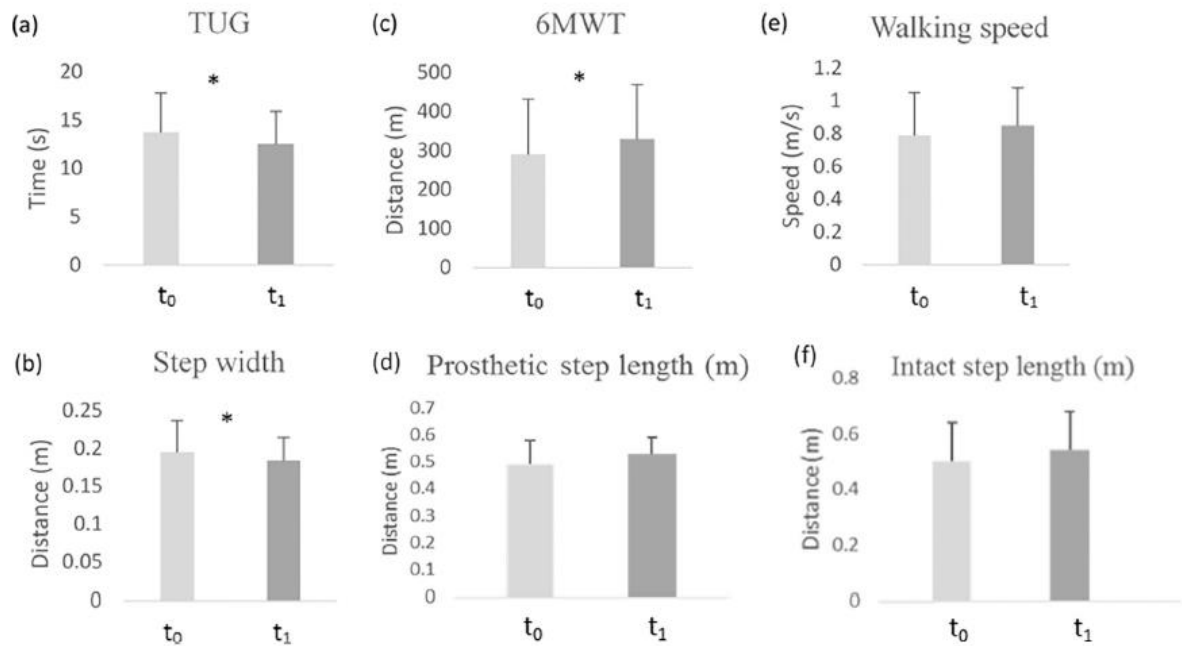 (a)
TUG
Time (s)
20
15
10
5
0
*
t₀
t₁
(c)
6MWT
Distance (m)
500
400
300
200
100
0
*
t₀
t₁
(e)
Walking speed
Speed (m/s)
1.2
1
0.8
0.6
0.4
0.2
0
t₀
t₁
(b)
Step width
Distance (m)
0.25
0.2
0.15
0.1
0.05
0
*
t₀
t₁
(d)
Prosthetic step length (m)
Distance (m)
0.7
0.6
0.5
0.4
0.3
0.2
0.1
0
t₀
t₁
(f)
Intact step length (m)
Distance (m)
0.8
0.6
0.4
0.2
0
t₀
t₁